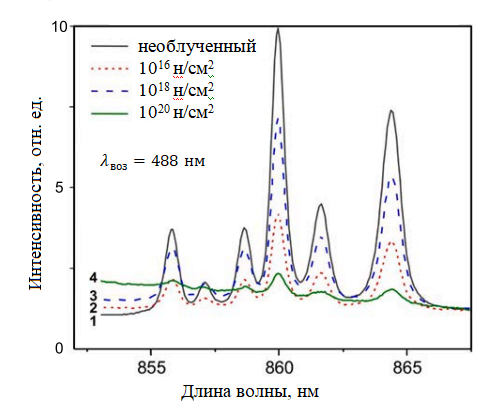 10
необлученный
10¹⁶ н/см²
10¹⁸ н/см²
10²⁰ н/см²
λвоз = 488 нм
Интенсивность, отн. ед.
5
4
3
2
1
0
855
860
865
Длина волны, нм